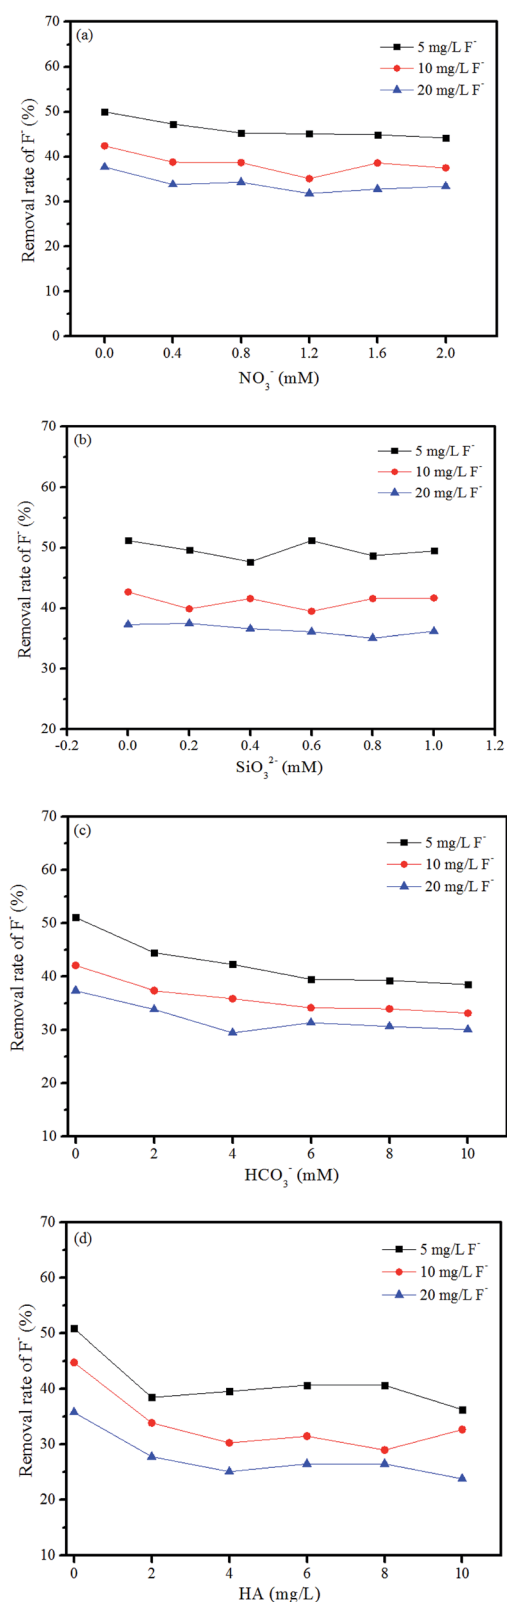 (a)
5 mg/L F⁻
10 mg/L F⁻
20 mg/L F⁻
Removal rate of F⁻ (%)
70
60
50
40
30
20
10
0
0.0 0.4 0.8 1.2 1.6 2.0
NO₃⁻ (mM)
(b)
5 mg/L F⁻
10 mg/L F⁻
20 mg/L F⁻
Removal rate of F⁻ (%)
70
60
50
40
30
20
-0.2 0.0 0.2 0.4 0.6 0.8 1.0 1.2
SiO₃²⁻ (mM)
(c)
5 mg/L F⁻
10 mg/L F⁻
20 mg/L F⁻
Removal rate of F⁻ (%)
70
60
50
40
30
20
10
0 2 4 6 8 10
HCO₃⁻ (mM)
(d)
5 mg/L F⁻
10 mg/L F⁻
20 mg/L F⁻
Removal rate of F⁻ (%)
70
60
50
40
30
20
10
0 2 4 6 8 10
HA (mg/L)